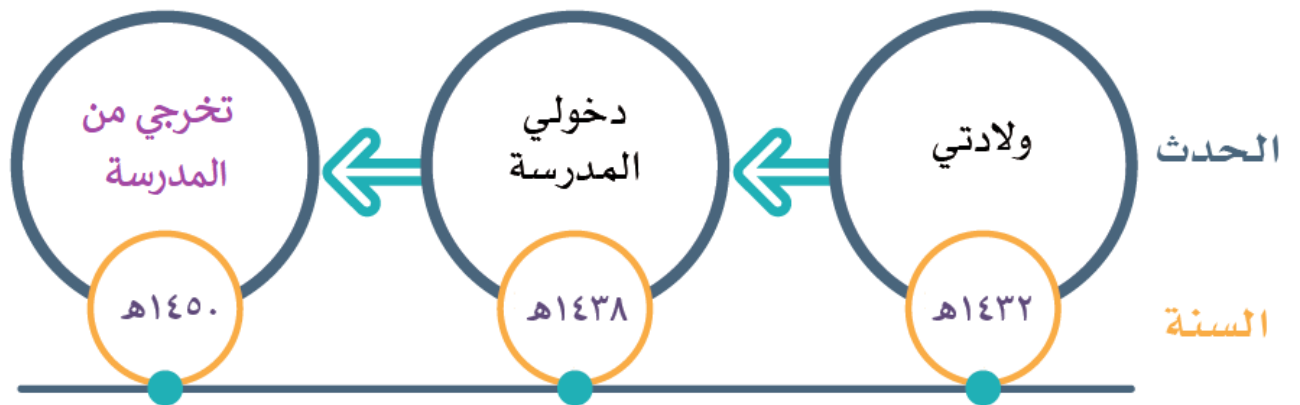 الحدث
ولادتي
دخولي
المدرسة
تخرجي من
المدرسة
السنة
١٤٣٢هـ
١٤٣٨هـ
١٤٥٠هـ